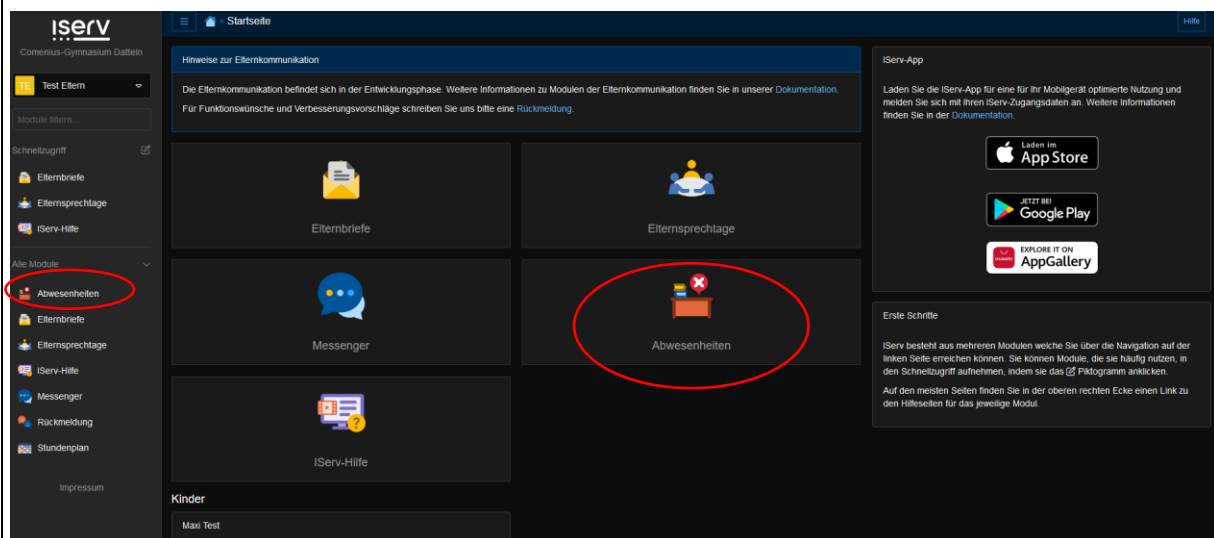 IServ
Comenius-Gymnasium Datteln
TE Test Eltern
Module filtern...
Schnellzugriff
Elternbriefe
Elternsprechtage
IServ-Hilfe
Alle Module
Abwesenheiten
Elternbriefe
Elternsprechtage
IServ-Hilfe
Messenger
Rückmeldung
Stundenplan
Impressum
Startseite
Hilfe
Hinweise zur Elternkommunikation
Die Elternkommunikation befindet sich in der Entwicklungsphase. Weitere Informationen zu Modulen der Elternkommunikation finden Sie in unserer Dokumentation.
Für Funktionswünsche und Verbesserungsvorschläge schreiben Sie uns bitte eine Rückmeldung.
Elternbriefe
Elternsprechtage
Messenger
Abwesenheiten
IServ-Hilfe
Kinder
Maxi Test
IServ-App
Laden Sie die IServ-App für eine für Ihr Mobilgerät optimierte Nutzung und
melden Sie sich mit Ihren IServ-Zugangsdaten an. Weitere Informationen
finden Sie in der Dokumentation.
Laden im
App Store
JETZT BEI
Google Play
HUAWEI
EXPLORE IT ON
AppGallery
Erste Schritte
IServ besteht aus mehreren Modulen welche Sie über die Navigation auf der
linken Seite erreichen können. Sie können Module, die sie häufig nutzen, in
den Schnellzugriff aufnehmen, indem sie das Piktogramm anklicken.
Auf den meisten Seiten finden Sie in der oberen rechten Ecke einen Link zu
den Hilfeseiten für das jeweilige Modul.